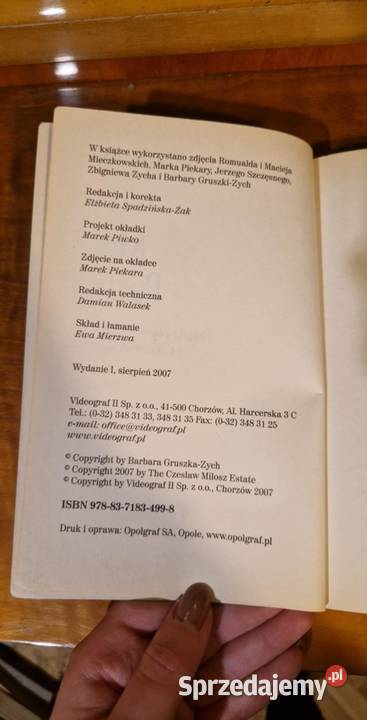 W książce wykorzystano zdjęcia Romualda i Macieja
Mieczkowskich, Marka Piekary, Jerzego Szczęsnego,
Zbigniewa Zycha i Barbary Gruszki-Zych
Redakcja i korekta
Elżbieta Spadzińska-Żak
Projekt okładki
Marek Piwko
Zdjęcie na okładce
Marek Piekara
Redakcja techniczna
Damian Walasek
Skład i łamanie
Ewa Mierzwa
Wydanie I, sierpień 2007
Videograf II Sp. z o.o., 41-500 Chorzów, Al. Harcerska 3 C
Tel.: (0-32) 348 31 33, 348 31 35 Fax: (0-32) 348 31 25
e-mail: office@videograf.pl
www.videograf.pl
© Copyright by Barbara Gruszka-Zych
© Copyright 2007 by The Czeslaw Milosz Estate
© Copyright by Videograf II Sp. z o.o., Chorzów 2007
ISBN 978-83-7183-499-8
Druk i oprawa: Opolgraf SA, Opole, www.opolgraf.pl
Sprzedajemy.pl